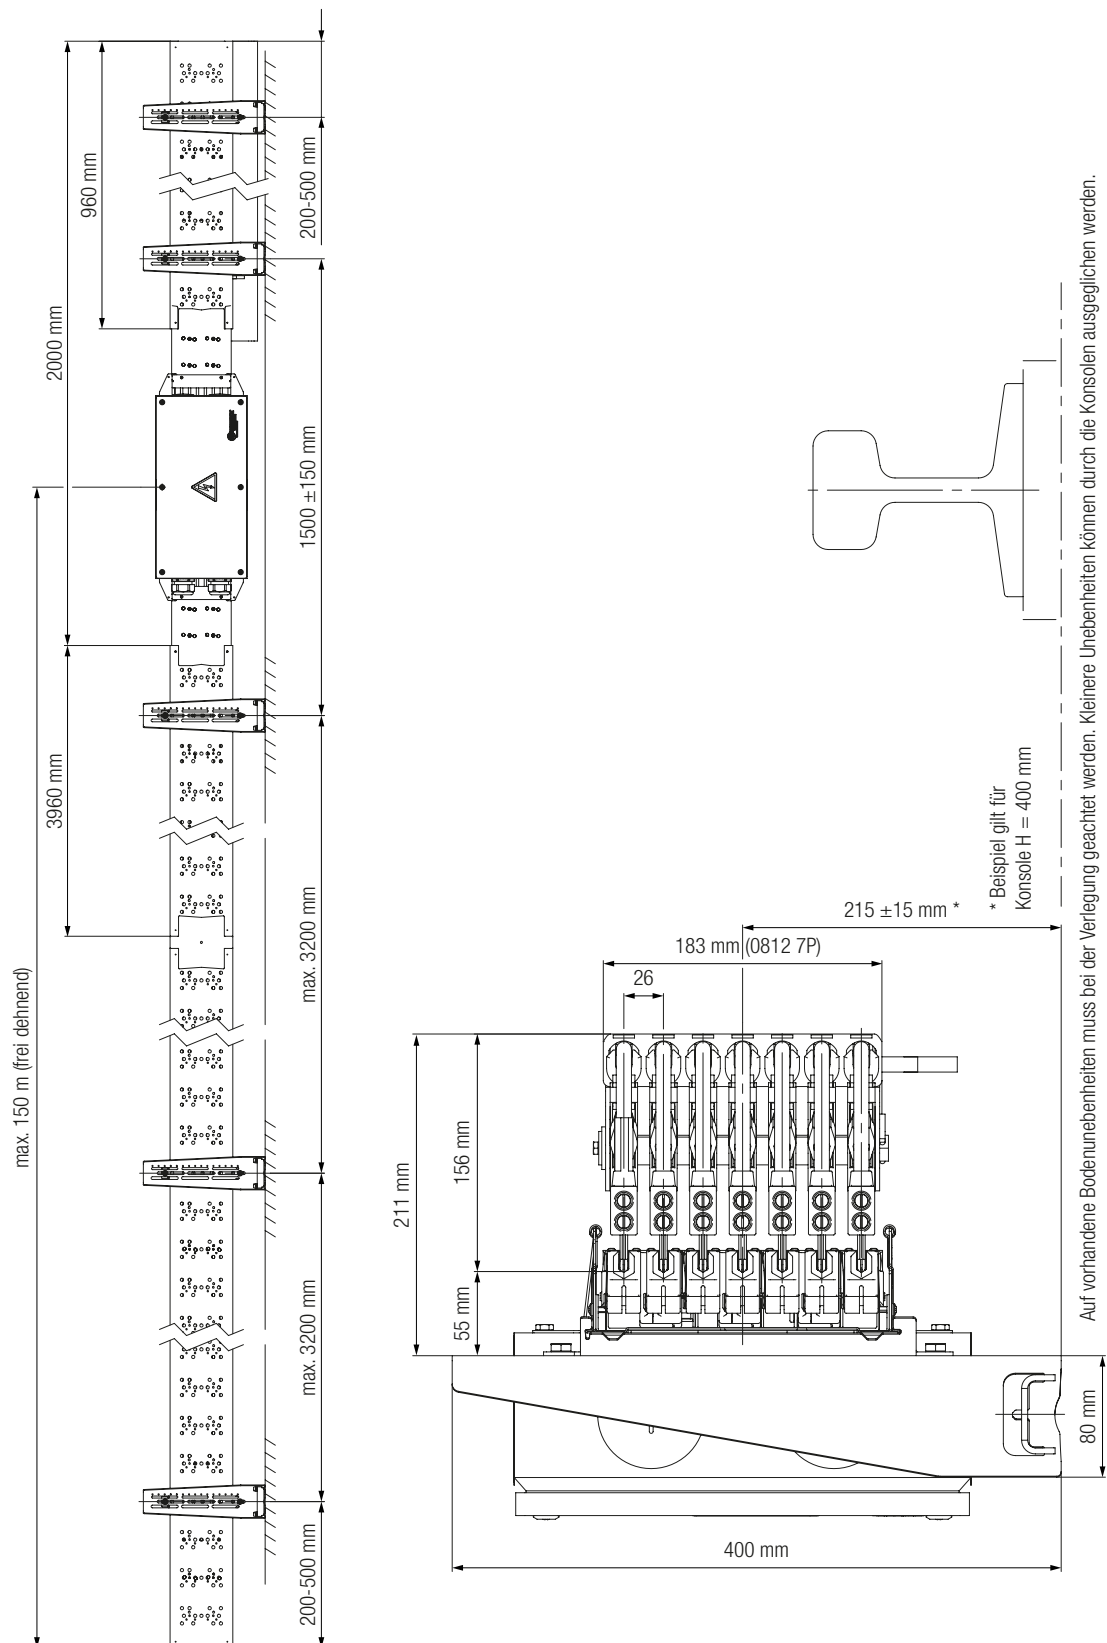 960 mm
2000 mm
200-500 mm
1500 ±150 mm
3960 mm
max. 150 m (frei dehnend)
max. 3200 mm
max. 3200 mm
200-500 mm
Auf vorhandene Bodenunebenheiten muss bei der Verlegung geachtet werden. Kleinere Unebenheiten können durch die Konsolen ausgeglichen werden.
* Beispiel gilt für
Konsole H = 400 mm
215 ±15 mm *
183 mm (0812 7P)
26
211 mm
156 mm
55 mm
80 mm
400 mm